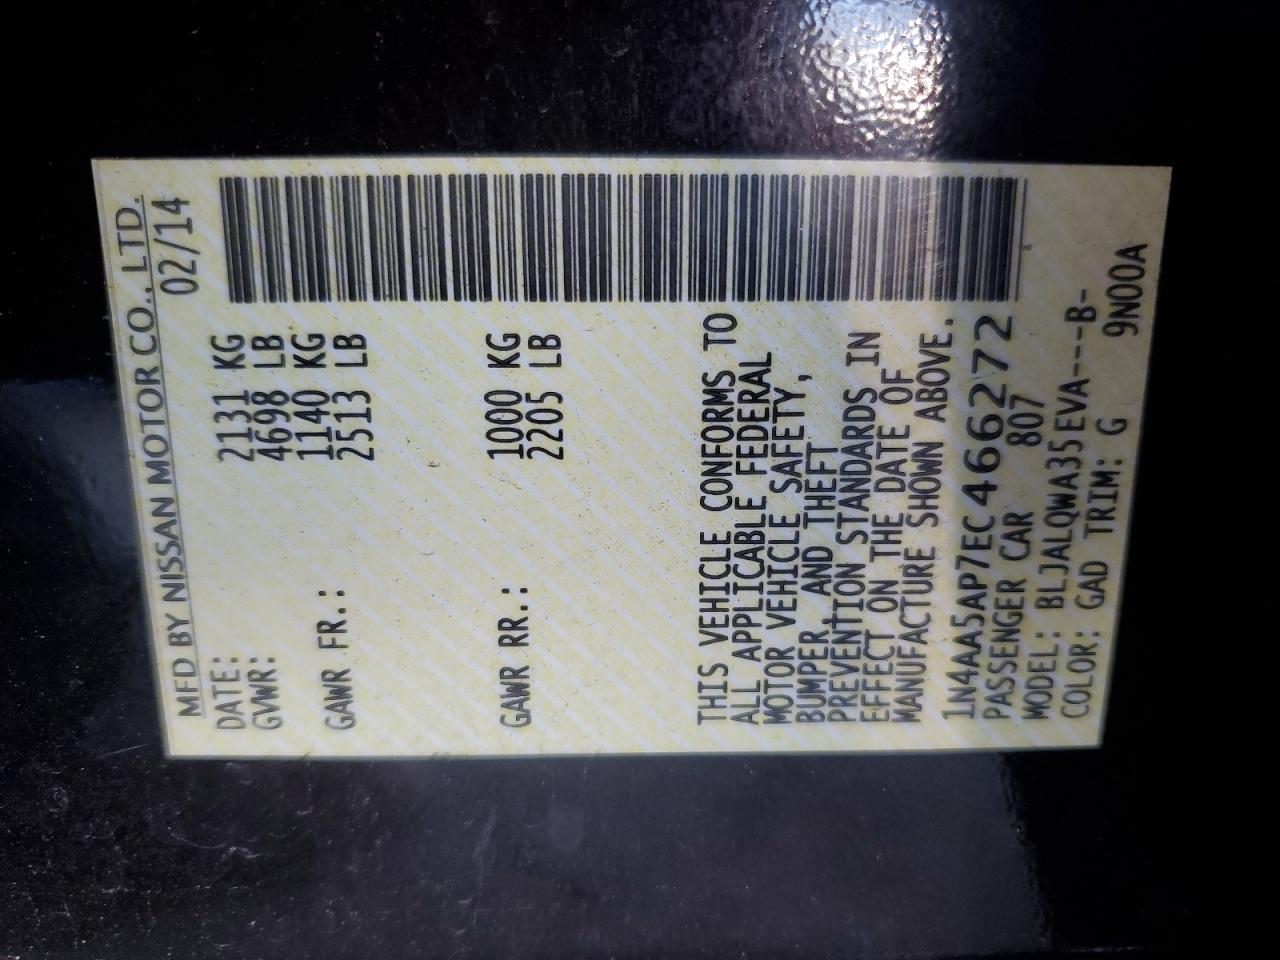 MFD BY NISSAN MOTOR CO., LTD.
DATE: 02/14
GVWR: 2131 KG
4698 LB
GAWR FR.: 1140 KG
2513 LB
GAWR RR.: 1000 KG
2205 LB
THIS VEHICLE CONFORMS TO
ALL APPLICABLE FEDERAL
MOTOR VEHICLE SAFETY,
BUMPER, AND THEFT
PREVENTION STANDARDS IN
EFFECT ON THE DATE OF
MANUFACTURE SHOWN ABOVE.
1N4AA5AP7EC466272
PASSENGER CAR 807
MODEL: BLJALQWA35EVA---B-
COLOR: GAD TRIM: G 9N00A